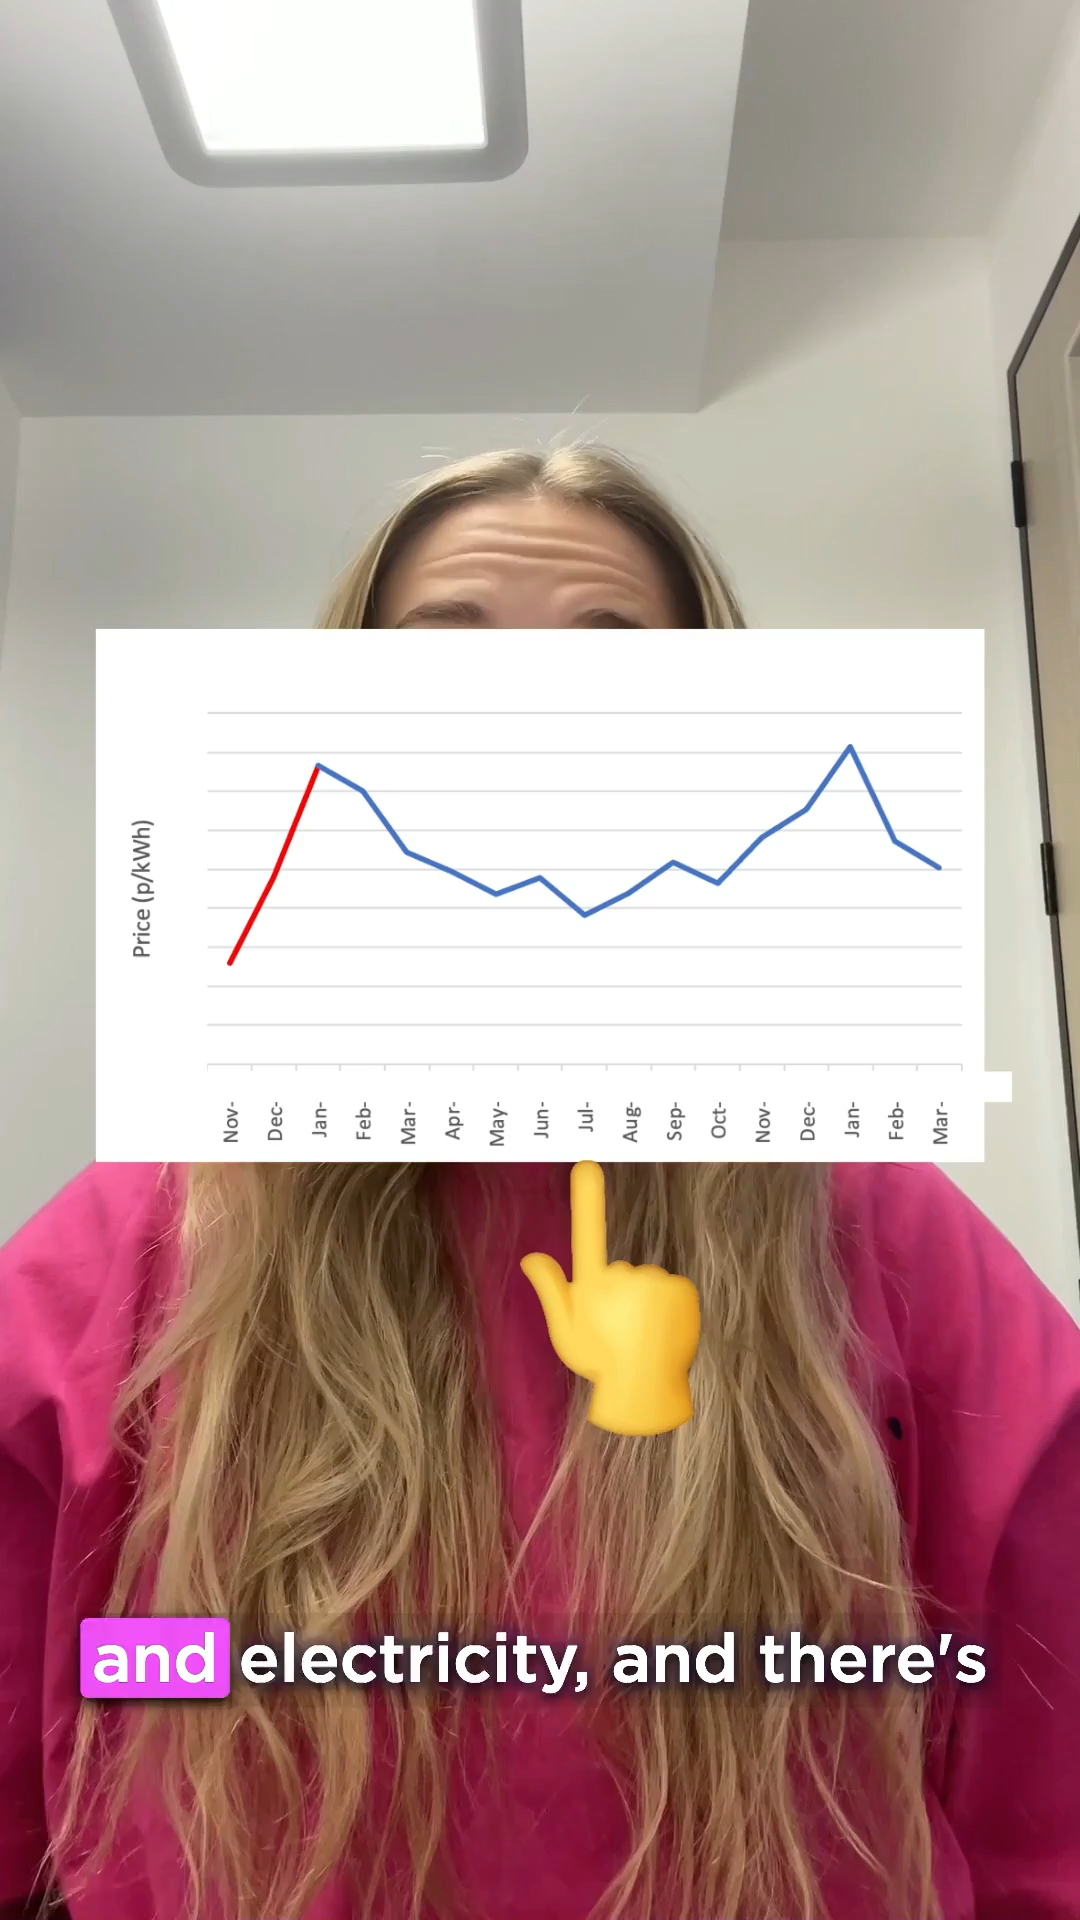 Price (p/kWh)
Nov-
Dec-
Jan-
Feb-
Mar-
Apr-
May-
Jun-
Jul-
Aug-
Sep-
Oct-
Nov-
Dec-
Jan-
Feb-
Mar-
and electricity, and there's